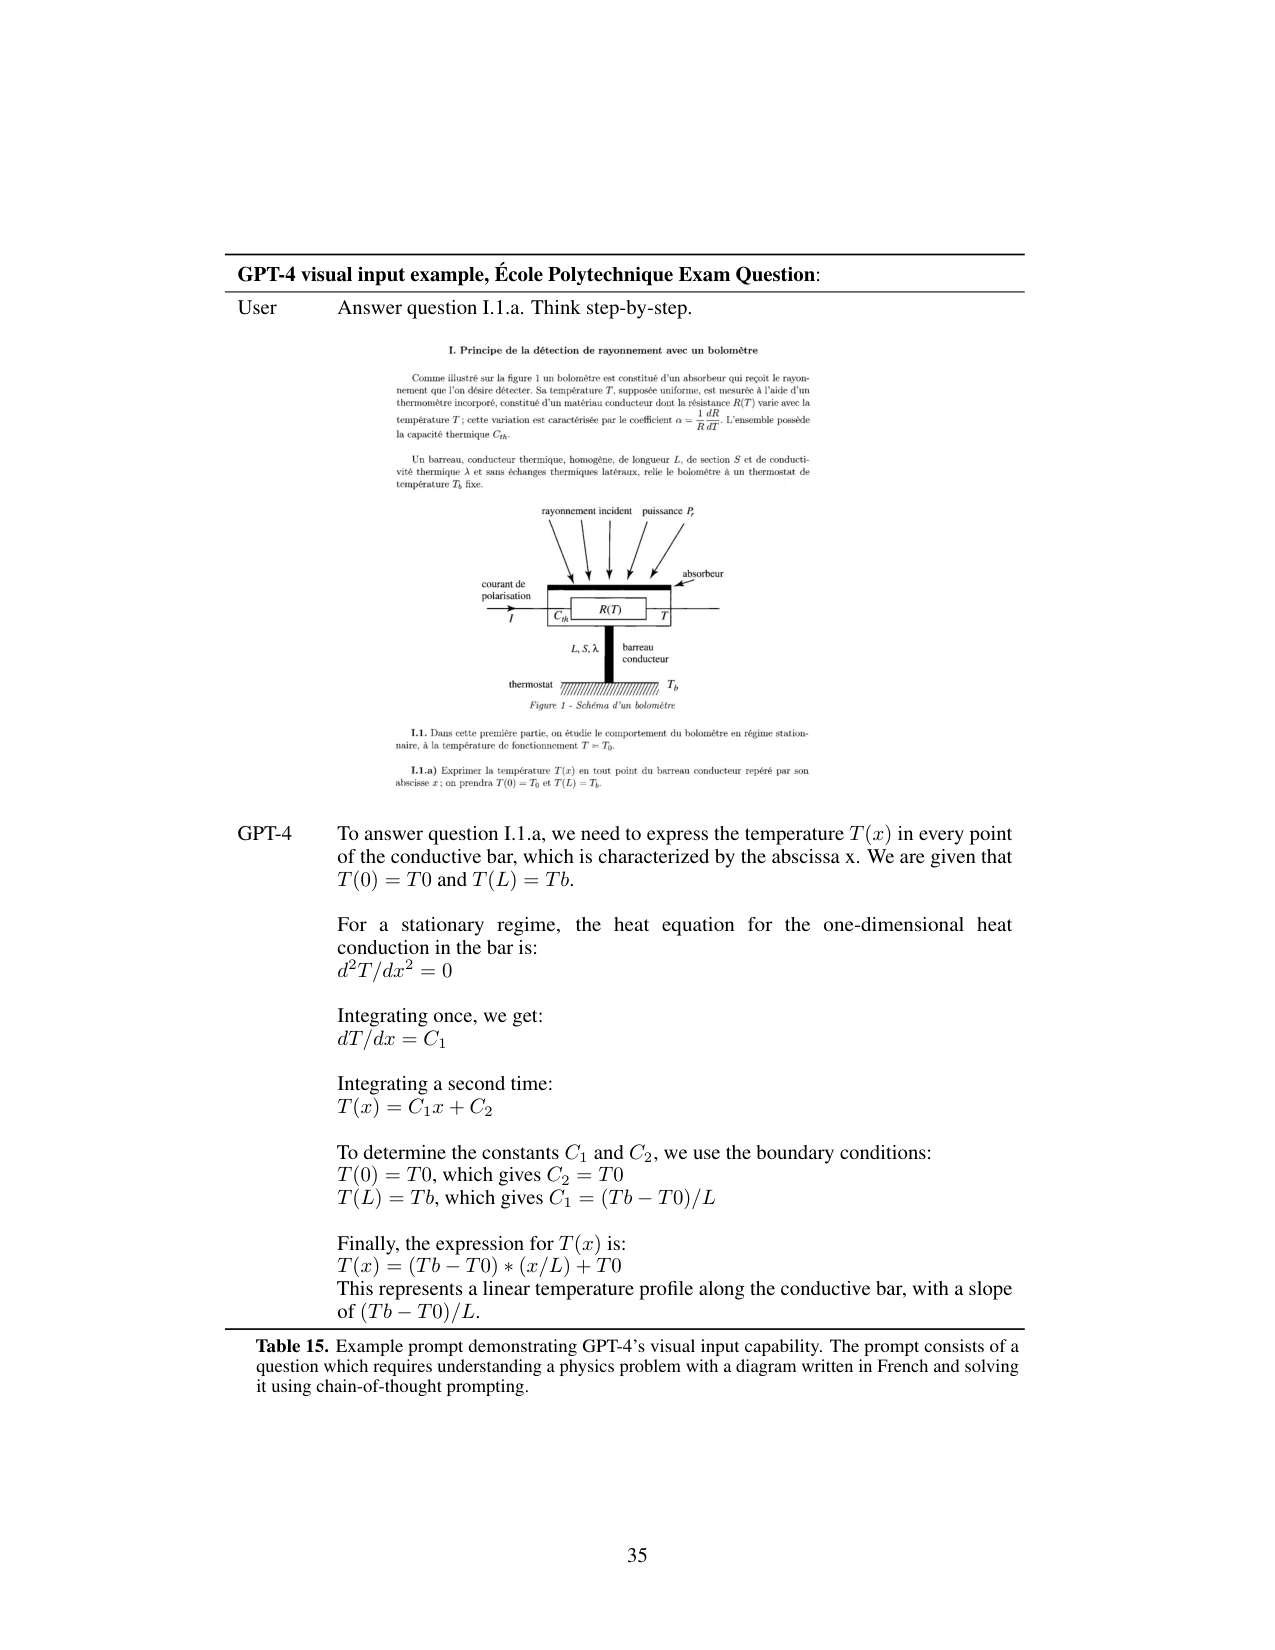 GPT-4 visual input example, École Polytechnique Exam Question:
User Answer question I.1.a. Think step-by-step.
I. Principe de la détection de rayonnement avec un bolomètre
Comme illustré sur la figure 1 un bolomètre est constitué d'un absorbeur qui reçoit le rayon-
nement que l'on désire détecter. Sa température T, supposée uniforme, est mesurée à l'aide d'un
thermomètre incorporé, constitué d'un matériau conducteur dont la résistance R(T) varie avec la
température T ; cette variation est caractérisée par le coefficient α = 1/R dR/dT. L'ensemble possède
la capacité thermique Cth.
Un barreau, conducteur thermique, homogène, de longueur L, de section S et de conducti-
vité thermique λ et sans échanges thermiques latéraux, relie le bolomètre à un thermostat de
température Tb fixe.
rayonnement incident puissance Pr
absorbeur
courant de
polarisation
R(T)
I
Cth
T
L, S, λ
barreau
conducteur
thermostat
Tb
Figure 1 - Schéma d'un bolomètre
I.1. Dans cette première partie, on étudie le comportement du bolomètre en régime station-
naire, à la température de fonctionnement T = T0.
I.1.a) Exprimer la température T(x) en tout point du barreau conducteur repéré par son
abscisse x ; on prendra T(0) = T0 et T(L) = Tb.
GPT-4 To answer question I.1.a, we need to express the temperature T(x) in every point
of the conductive bar, which is characterized by the abscissa x. We are given that
T(0) = T0 and T(L) = Tb.
For a stationary regime, the heat equation for the one-dimensional heat
conduction in the bar is:
d²T/dx² = 0
Integrating once, we get:
dT/dx = C₁
Integrating a second time:
T(x) = C₁x + C₂
To determine the constants C₁ and C₂, we use the boundary conditions:
T(0) = T0, which gives C₂ = T0
T(L) = Tb, which gives C₁ = (Tb − T0)/L
Finally, the expression for T(x) is:
T(x) = (Tb − T0) ∗ (x/L) + T0
This represents a linear temperature profile along the conductive bar, with a slope
of (Tb − T0)/L.
Table 15. Example prompt demonstrating GPT-4's visual input capability. The prompt consists of a
question which requires understanding a physics problem with a diagram written in French and solving
it using chain-of-thought prompting.
35